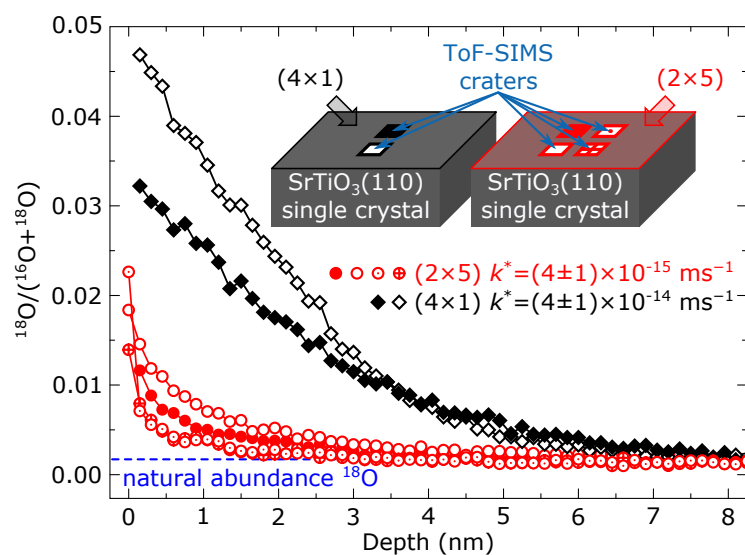 0.05
0.04
0.03
0.02
0.01
0.00
¹⁸O/(¹⁶O+¹⁸O)
ToF-SIMS
craters
(4×1)
(2×5)
SrTiO₃(110)
single crystal
SrTiO₃(110)
single crystal
(2×5) k*=(4±1)×10⁻¹⁵ ms⁻¹
(4×1) k*=(4±1)×10⁻¹⁴ ms⁻¹
natural abundance ¹⁸O
0 1 2 3 4 5 6 7 8
Depth (nm)